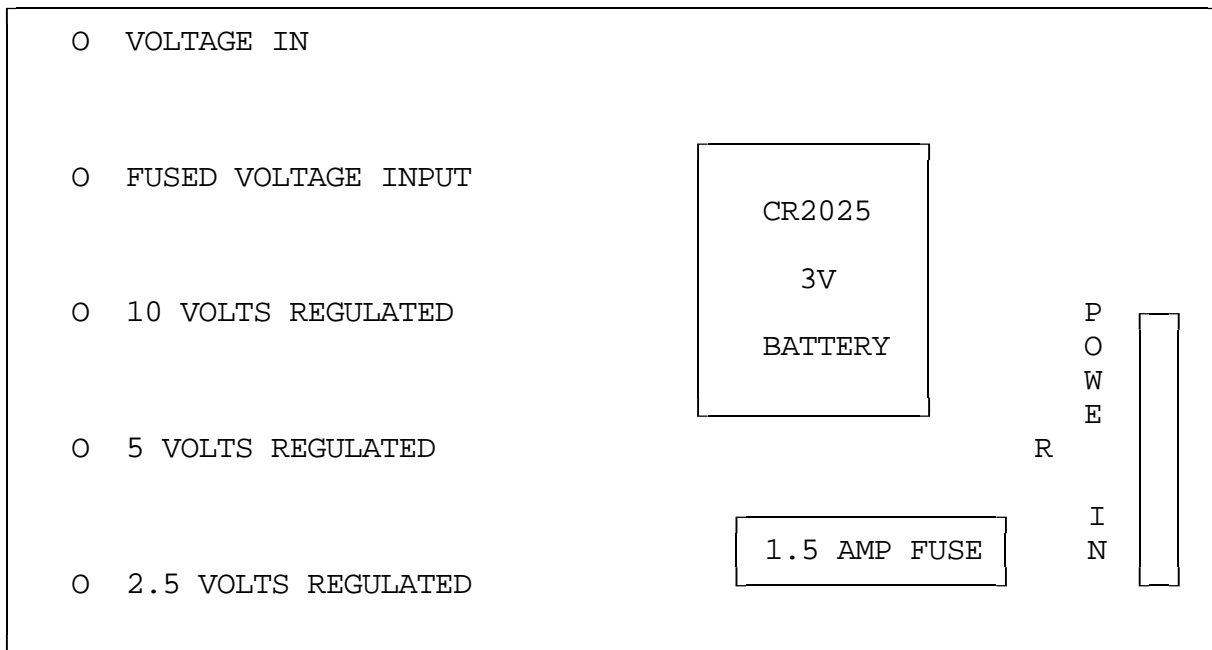 O VOLTAGE IN
O FUSED VOLTAGE INPUT
O 10 VOLTS REGULATED
O 5 VOLTS REGULATED
O 2.5 VOLTS REGULATED
CR2025
3V
BATTERY
1.5 AMP FUSE
P
O
W
E
R
I
N